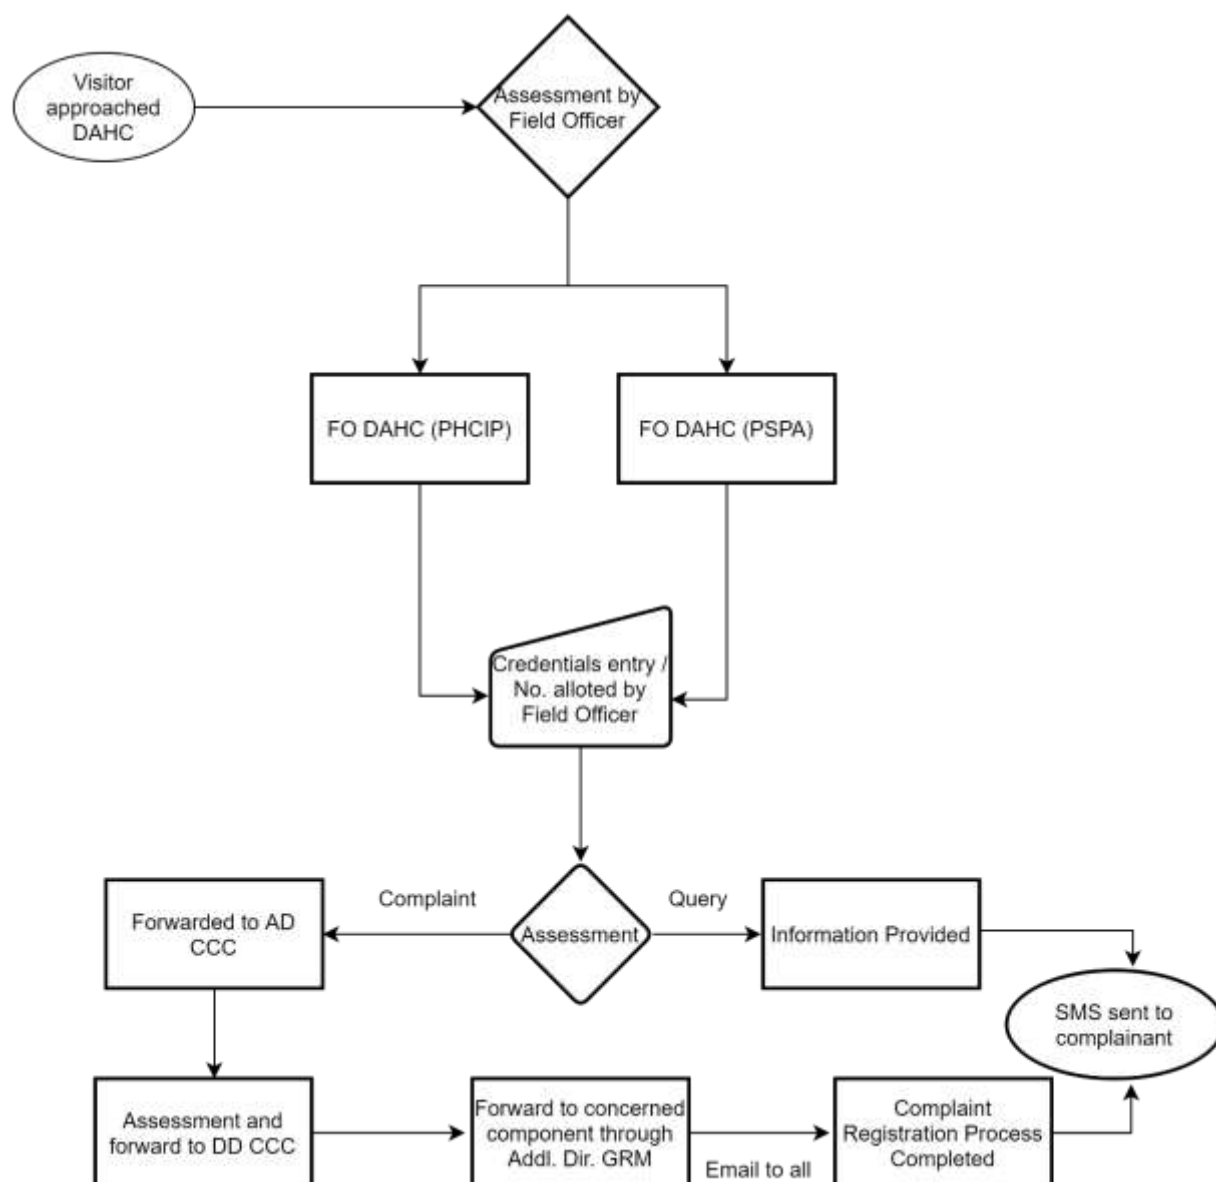 Visitor
approached
DAHC
Assessment by
Field Officer
FO DAHC (PHCIP)
FO DAHC (PSPA)
Credentials entry /
No. alloted by
Field Officer
Complaint
Query
Forwarded to AD
CCC
Assessment
Information Provided
SMS sent to
complainant
Assessment and
forward to DD CCC
Forward to concerned
component through
Addl. Dir. GRM
Email to all
Complaint
Registration Process
Completed